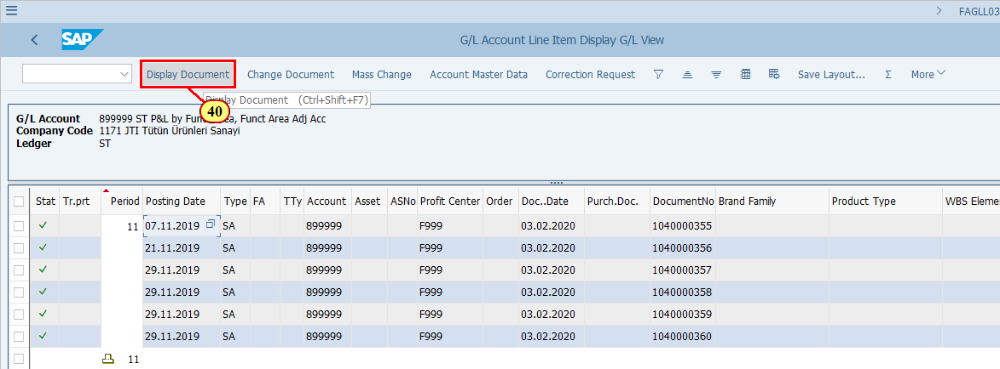 FAGLL03
SAP G/L Account Line Item Display G/L View
Display Document Change Document Mass Change Account Master Data Correction Request Save Layout... Σ More
Display Document (Ctrl+Shift+F7)
40
G/L Account 899999 ST P&L by Func Area, Funct Area Adj Acc
Company Code 1171 JTI Tütün Ürünleri Sanayi
Ledger ST
Stat Tr.prt Period Posting Date Type FA TTy Account Asset ASNo Profit Center Order Doc..Date Purch.Doc. DocumentNo Brand Family Product Type WBS Elemen
11 07.11.2019 SA 899999 F999 03.02.2020 1040000355
21.11.2019 SA 899999 F999 03.02.2020 1040000356
29.11.2019 SA 899999 F999 03.02.2020 1040000357
29.11.2019 SA 899999 F999 03.02.2020 1040000358
29.11.2019 SA 899999 F999 03.02.2020 1040000359
29.11.2019 SA 899999 F999 03.02.2020 1040000360
11